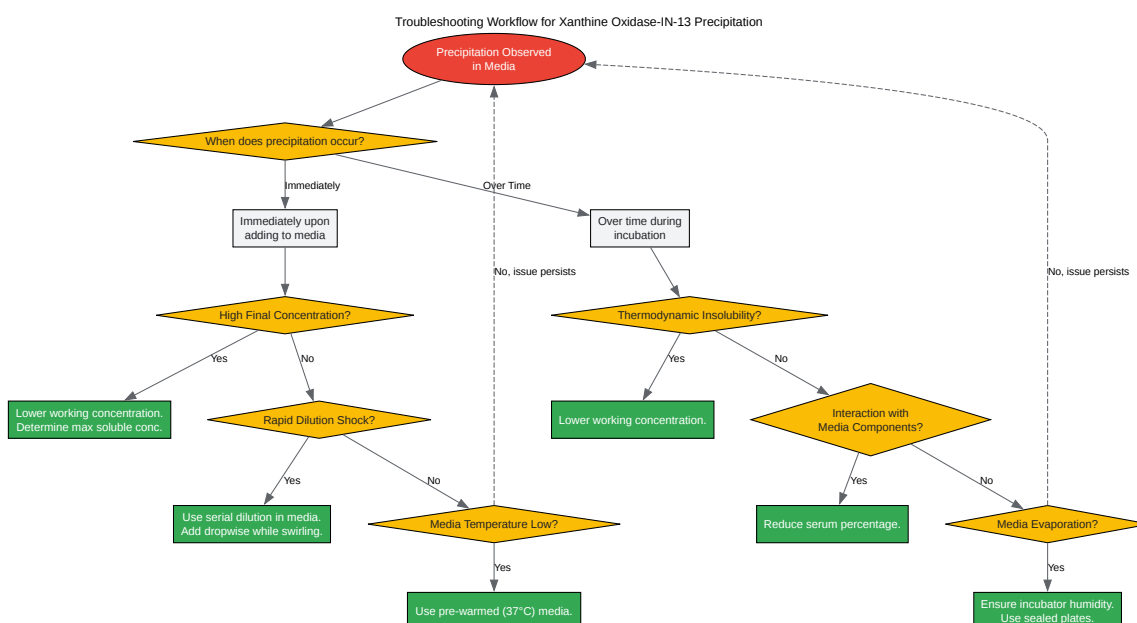 Troubleshooting Workflow for Xanthine Oxidase-IN-13 Precipitation
Precipitation Observed
in Media
When does precipitation occur?
Immediately
Over Time
Immediately upon
adding to media
Over time during
incubation
No, issue persists
No, issue persists
High Final Concentration?
Thermodynamic Insolubility?
Yes
No
Yes
No
Lower working concentration.
Determine max soluble conc.
Rapid Dilution Shock?
Lower working concentration.
Interaction with
Media Components?
Yes
No
Yes
No
Use serial dilution in media.
Add dropwise while swirling.
Media Temperature Low?
Reduce serum percentage.
Media Evaporation?
Yes
Yes
Use pre-warmed (37°C) media.
Ensure incubator humidity.
Use sealed plates.